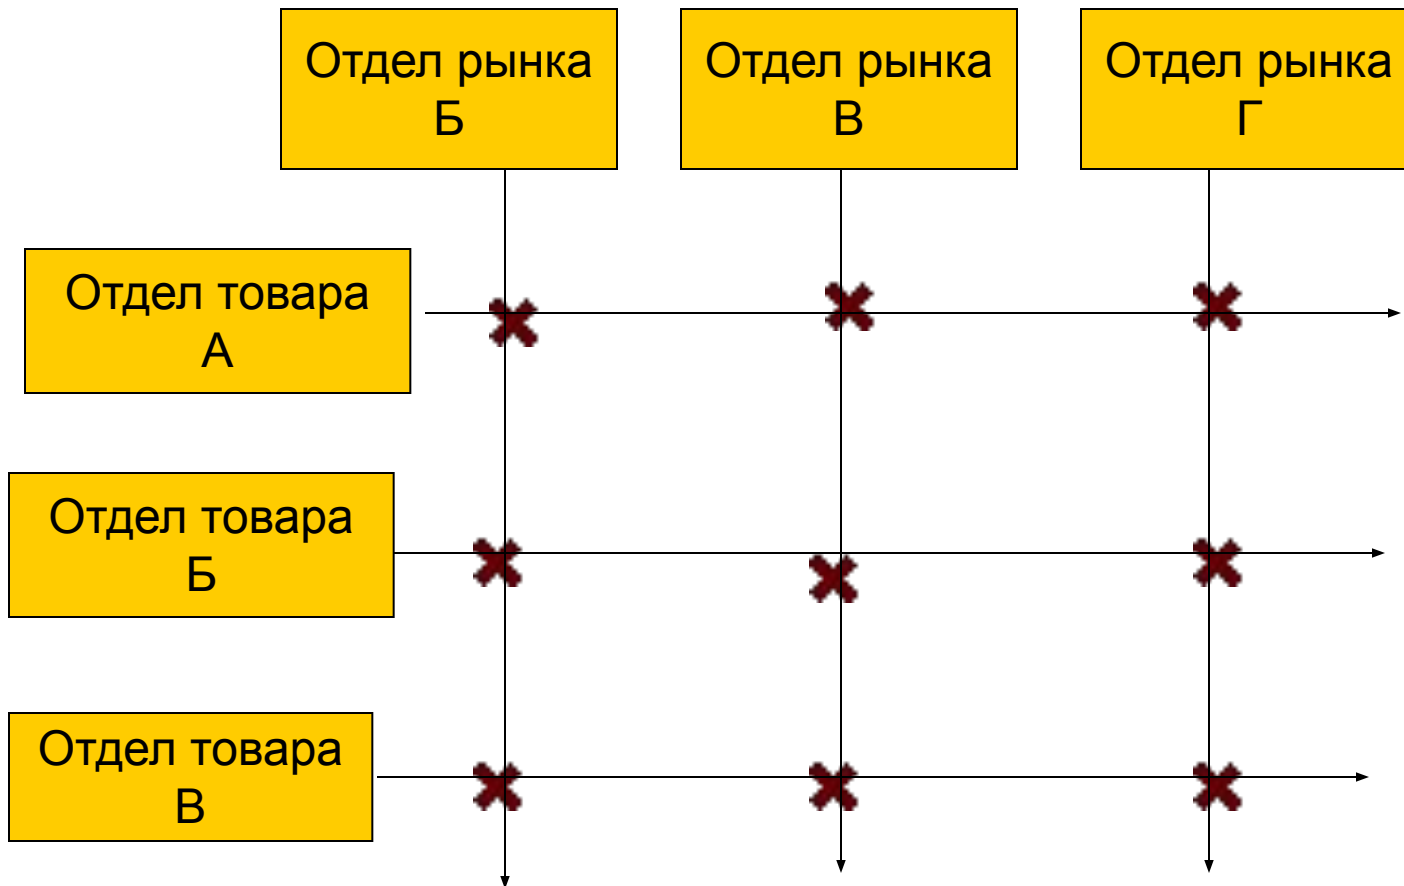 Отдел рынка
Б
Отдел рынка
В
Отдел рынка
Г
Отдел товара
А
Отдел товара
Б
Отдел товара
В